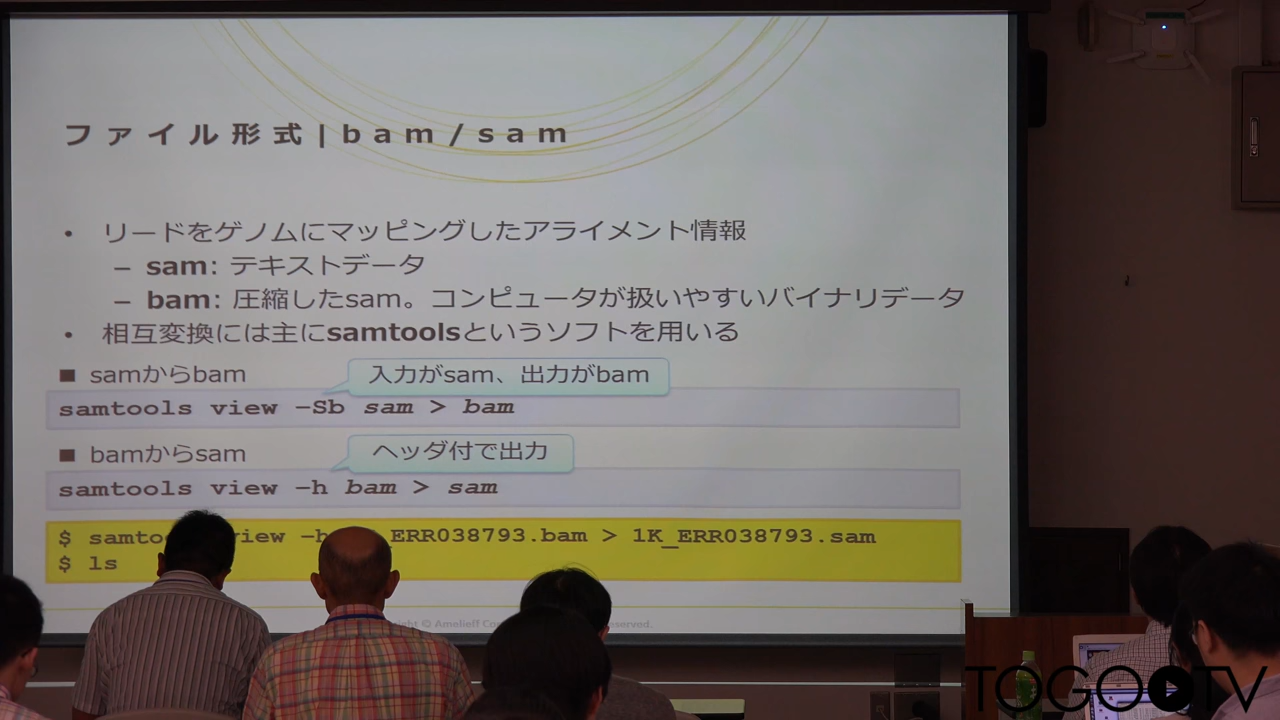 ファイル形式|bam/sam
• リードをゲノムにマッピングしたアライメント情報
– sam: テキストデータ
– bam: 圧縮したsam。コンピュータが扱いやすいバイナリデータ
• 相互変換には主にsamtoolsというソフトを用いる
■ samからbam
入力がsam、出力がbam
samtools view –Sb sam > bam
■ bamからsam
ヘッダ付で出力
samtools view –h bam > sam
$ samto view –h ERR038793.bam > 1K_ERR038793.sam
$ ls
© Amelieff
TOGOTV